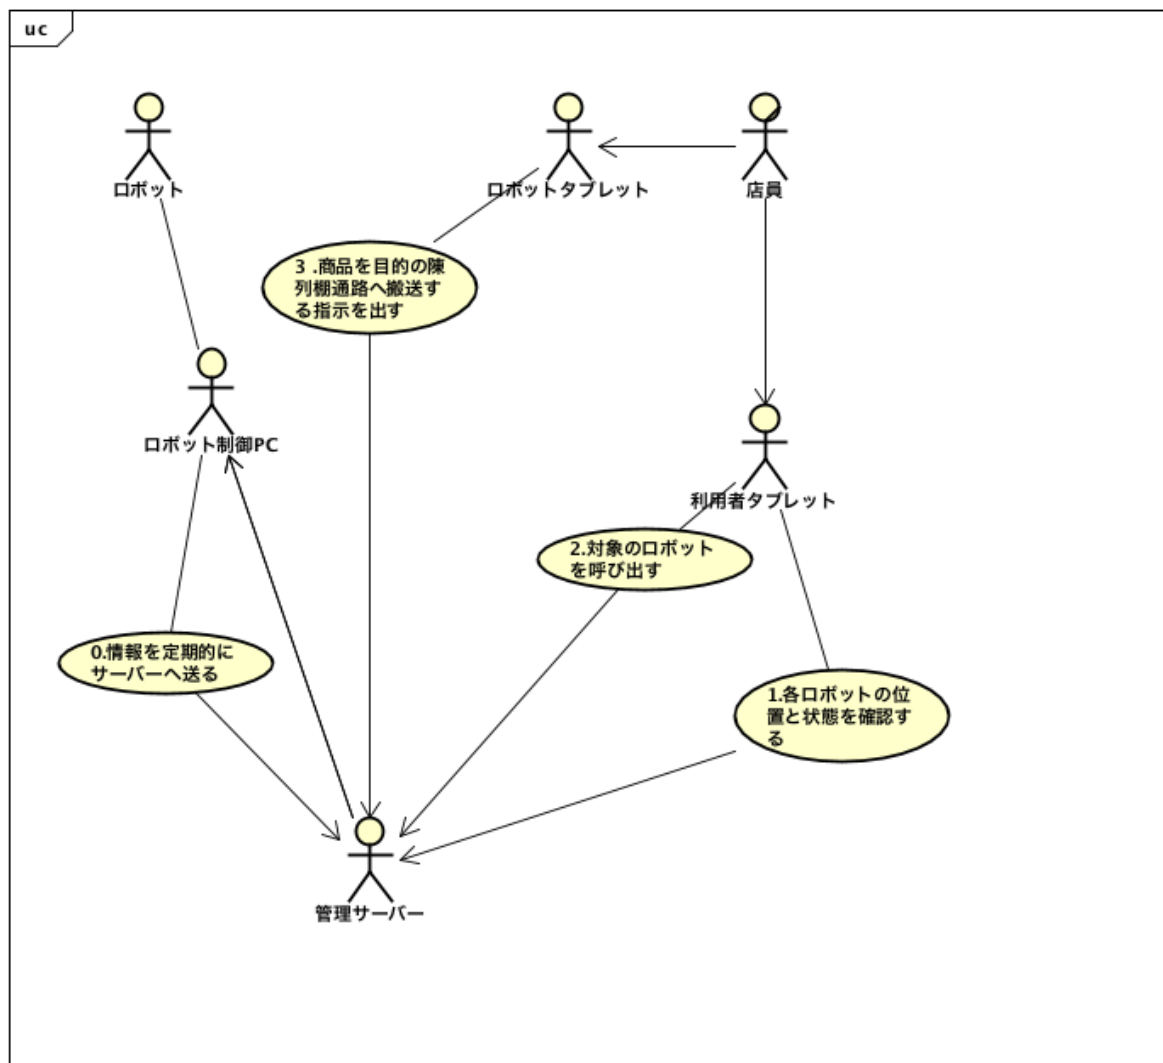 uc
ロボット
ロボットタブレット
店員
3 .商品を目的の陳
列棚通路へ搬送す
る指示を出す
ロボット制御PC
利用者タブレット
2.対象のロボット
を呼び出す
0.情報を定期的に
サーバーへ送る
1.各ロボットの位
置と状態を確認す
る
管理サーバー